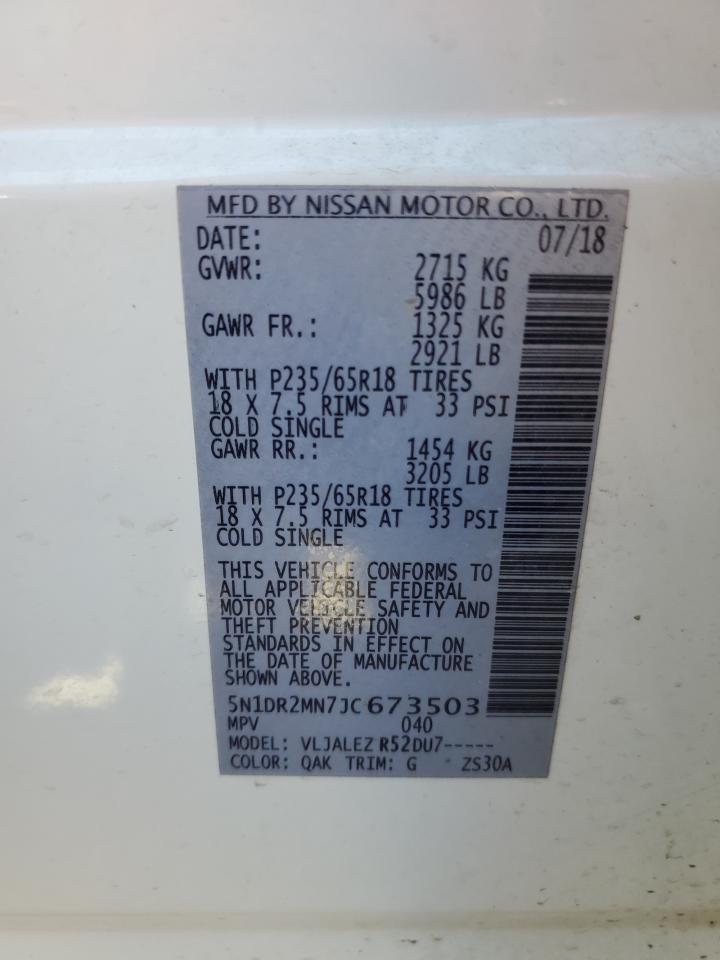 MFD BY NISSAN MOTOR CO., LTD.
DATE: 07/18
GVWR: 2715 KG
5986 LB
GAWR FR.: 1325 KG
2921 LB
WITH P235/65R18 TIRES
18 X 7.5 RIMS AT 33 PSI
COLD SINGLE
GAWR RR.: 1454 KG
3205 LB
WITH P235/65R18 TIRES
18 X 7.5 RIMS AT 33 PSI
COLD SINGLE
THIS VEHICLE CONFORMS TO
ALL APPLICABLE FEDERAL
MOTOR VEHICLE SAFETY AND
THEFT PREVENTION
STANDARDS IN EFFECT ON
THE DATE OF MANUFACTURE
SHOWN ABOVE.
5N1DR2MN7JC673503
MPV 040
MODEL: VLJALEZ R52DU7-----
COLOR: QAK TRIM: G ZS30A